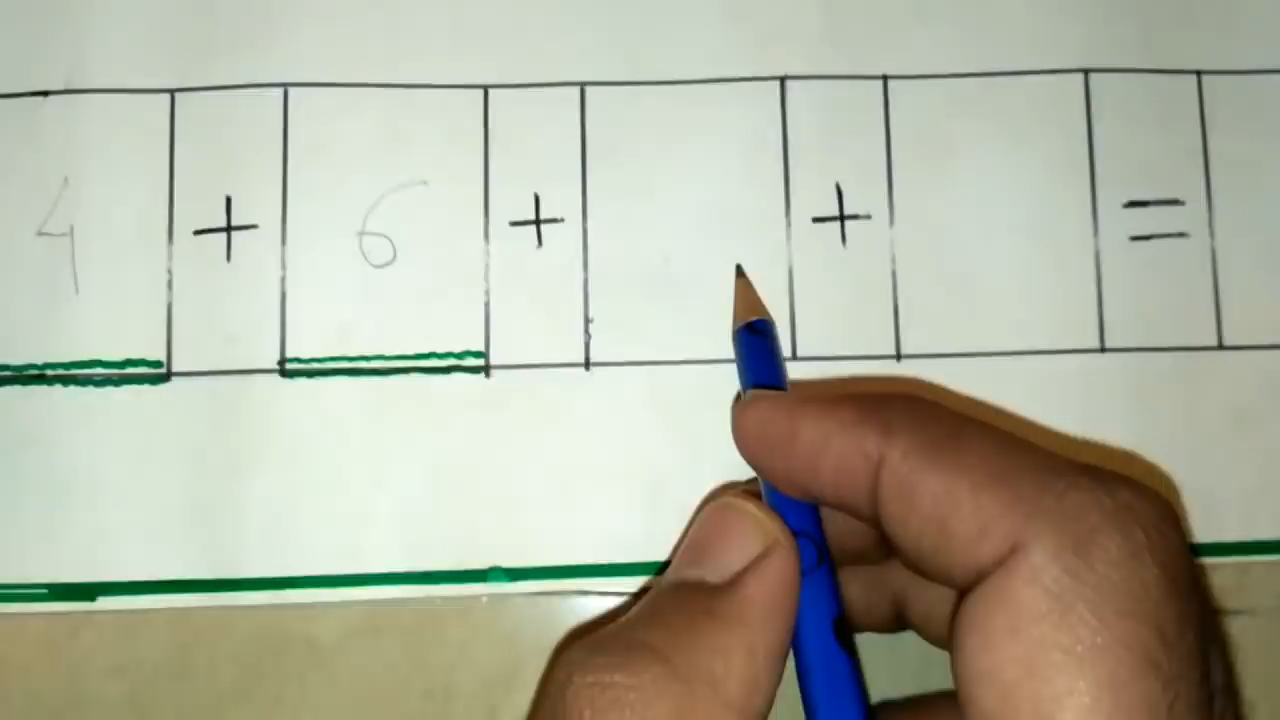 4 + 6 + + =